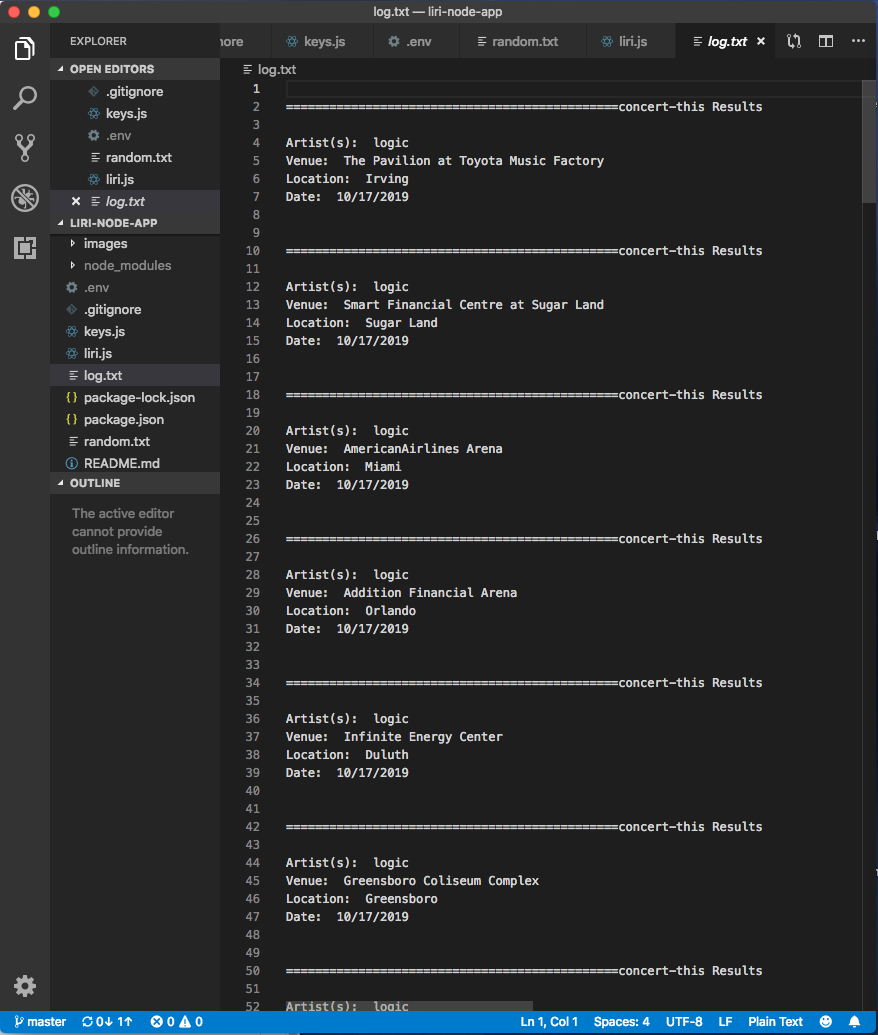 log.txt — liri-node-app
EXPLORER
nore
keys.js
.env
random.txt
liri.js
log.txt
OPEN EDITORS
.gitignore
keys.js
.env
random.txt
liri.js
log.txt
LIRI-NODE-APP
images
node_modules
.env
.gitignore
keys.js
liri.js
log.txt
package-lock.json
package.json
random.txt
README.md
OUTLINE
The active editor
cannot provide
outline information.
log.txt
1
2 ==============================================concert-this Results
3
4 Artist(s):  logic
5 Venue:  The Pavilion at Toyota Music Factory
6 Location:  Irving
7 Date:  10/17/2019
8
9
10 ==============================================concert-this Results
11
12 Artist(s):  logic
13 Venue:  Smart Financial Centre at Sugar Land
14 Location:  Sugar Land
15 Date:  10/17/2019
16
17
18 ==============================================concert-this Results
19
20 Artist(s):  logic
21 Venue:  AmericanAirlines Arena
22 Location:  Miami
23 Date:  10/17/2019
24
25
26 ==============================================concert-this Results
27
28 Artist(s):  logic
29 Venue:  Addition Financial Arena
30 Location:  Orlando
31 Date:  10/17/2019
32
33
34 ==============================================concert-this Results
35
36 Artist(s):  logic
37 Venue:  Infinite Energy Center
38 Location:  Duluth
39 Date:  10/17/2019
40
41
42 ==============================================concert-this Results
43
44 Artist(s):  logic
45 Venue:  Greensboro Coliseum Complex
46 Location:  Greensboro
47 Date:  10/17/2019
48
49
50 ==============================================concert-this Results
51
52 Artist(s):  logic
master 0↓ 1↑ 0 0 Ln 1, Col 1 Spaces: 4 UTF-8 LF Plain Text